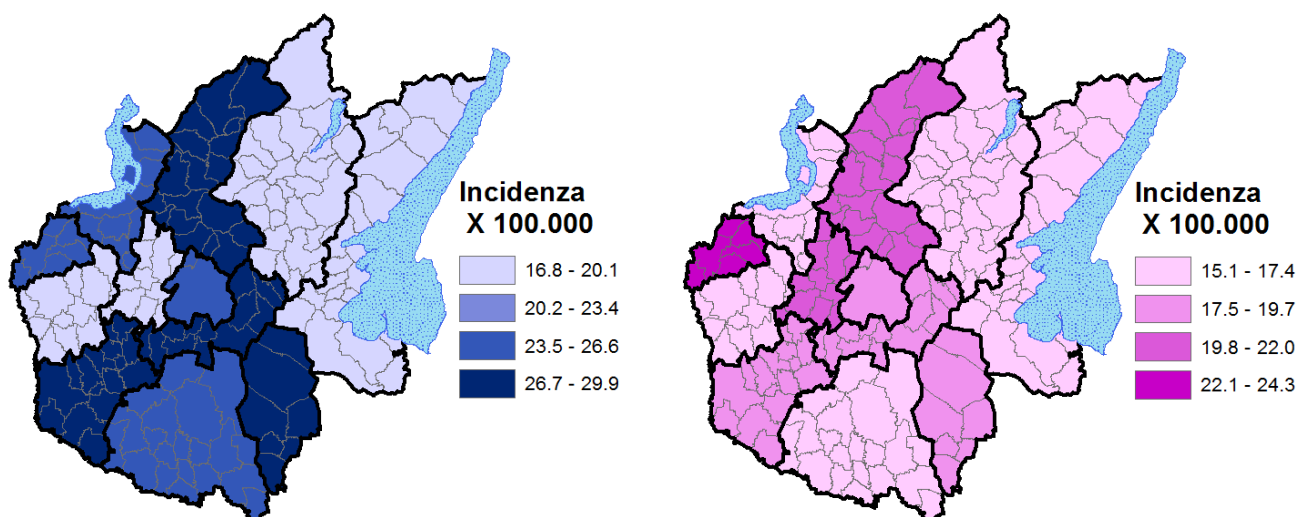 Incidenza
X 100.000
16.8 - 20.1
20.2 - 23.4
23.5 - 26.6
26.7 - 29.9
Incidenza
X 100.000
15.1 - 17.4
17.5 - 19.7
19.8 - 22.0
22.1 - 24.3